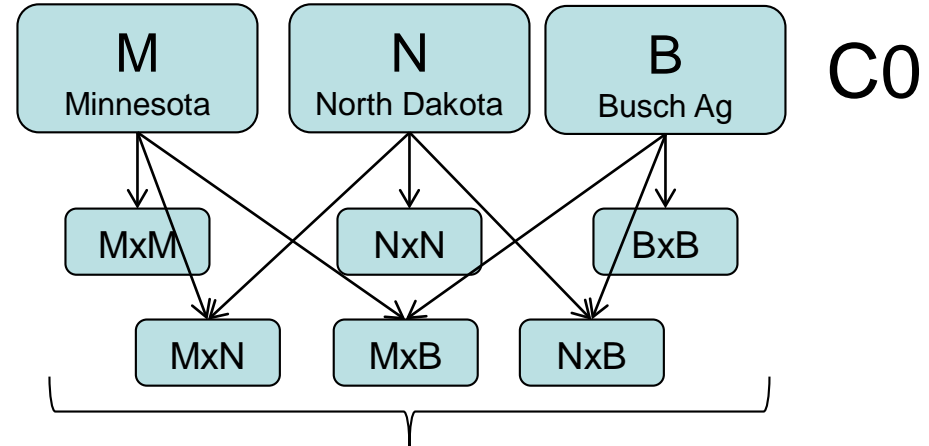 M
Minnesota
N
North Dakota
B
Busch Ag
C0
MxM
NxN
BxB
MxN
MxB
NxB